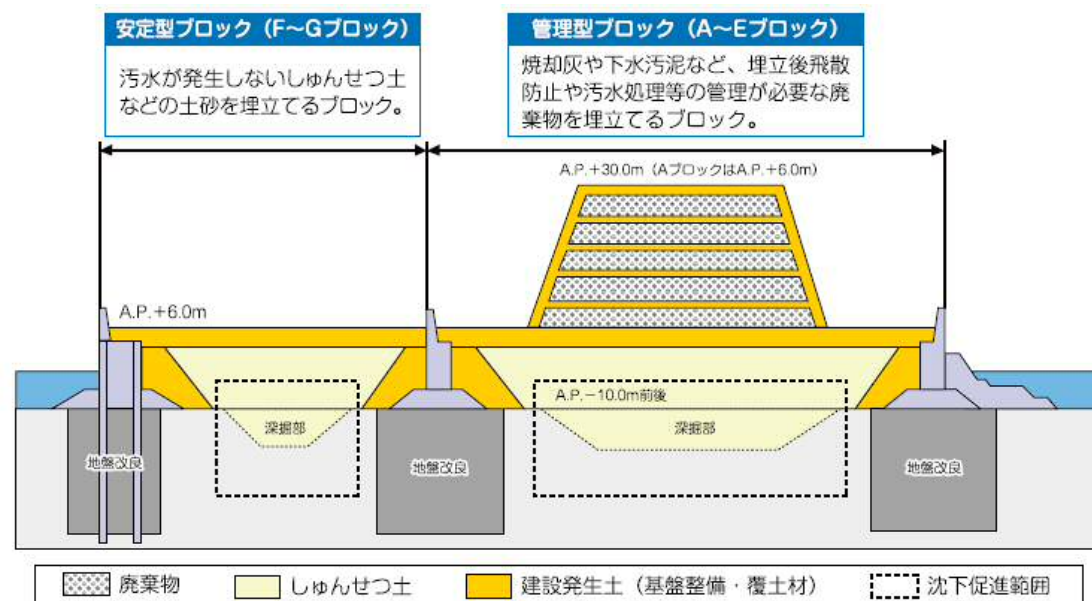 安定型ブロック（F〜Gブロック）
汚水が発生しないしゅんせつ土
などの土砂を埋立てるブロック。
管理型ブロック（A〜Eブロック）
焼却灰や下水汚泥など、埋立後飛散
防止や汚水処理等の管理が必要な廃
棄物を埋立てるブロック。
A.P.+30.0m（AブロックはA.P.+6.0m）
A.P.+6.0m
A.P.−10.0m前後
深掘部
深掘部
地盤改良
地盤改良
地盤改良
廃棄物
しゅんせつ土
建設発生土（基盤整備・覆土材）
沈下促進範囲